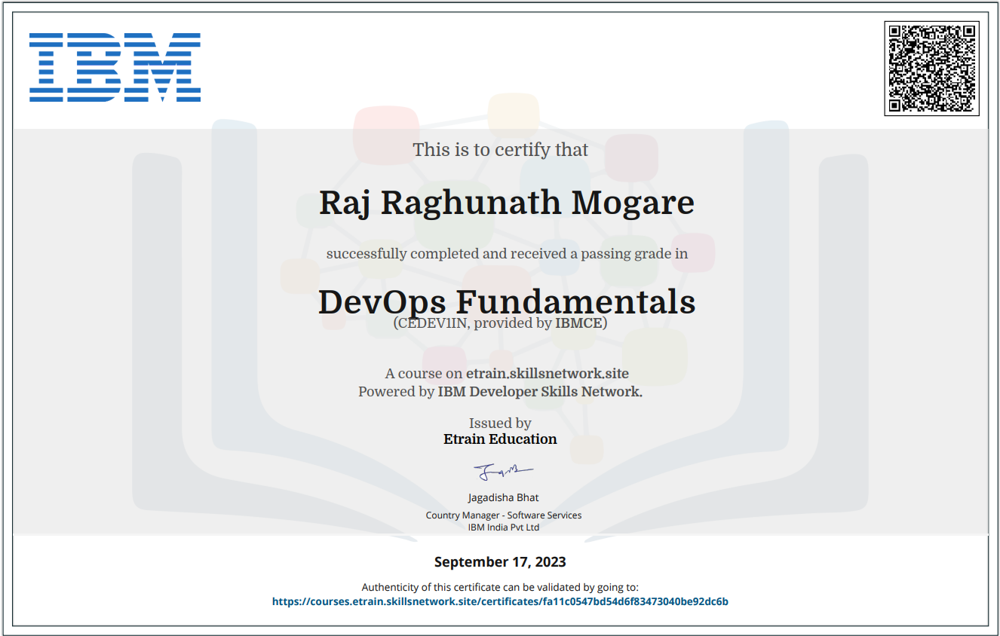 IBM
This is to certify that
Raj Raghunath Mogare
successfully completed and received a passing grade in
DevOps Fundamentals
(CEDEV1IN, provided by IBMCE)
A course on etrain.skillsnetwork.site
Powered by IBM Developer Skills Network.
Issued by
Etrain Education
Jagadisha Bhat
Country Manager - Software Services
IBM India Pvt Ltd
September 17, 2023
Authenticity of this certificate can be validated by going to:
https://courses.etrain.skillsnetwork.site/certificates/fa11c0547bd54d6f83473040be92dc6b